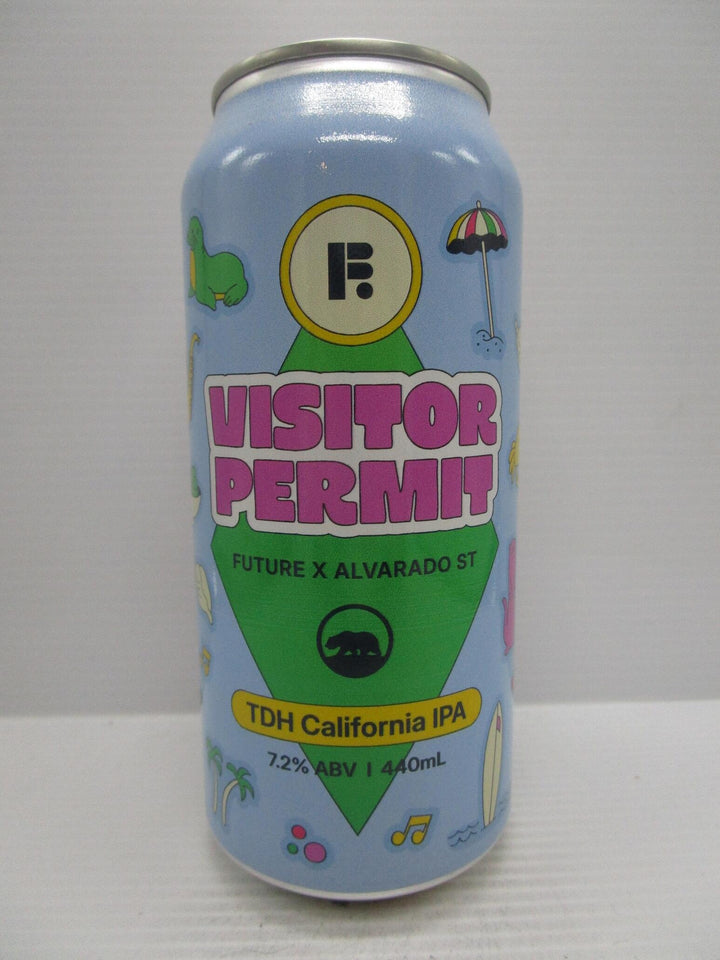 F.
VISITOR
PERMIT
FUTURE X ALVARADO ST
TDH California IPA
7.2% ABV | 440mL